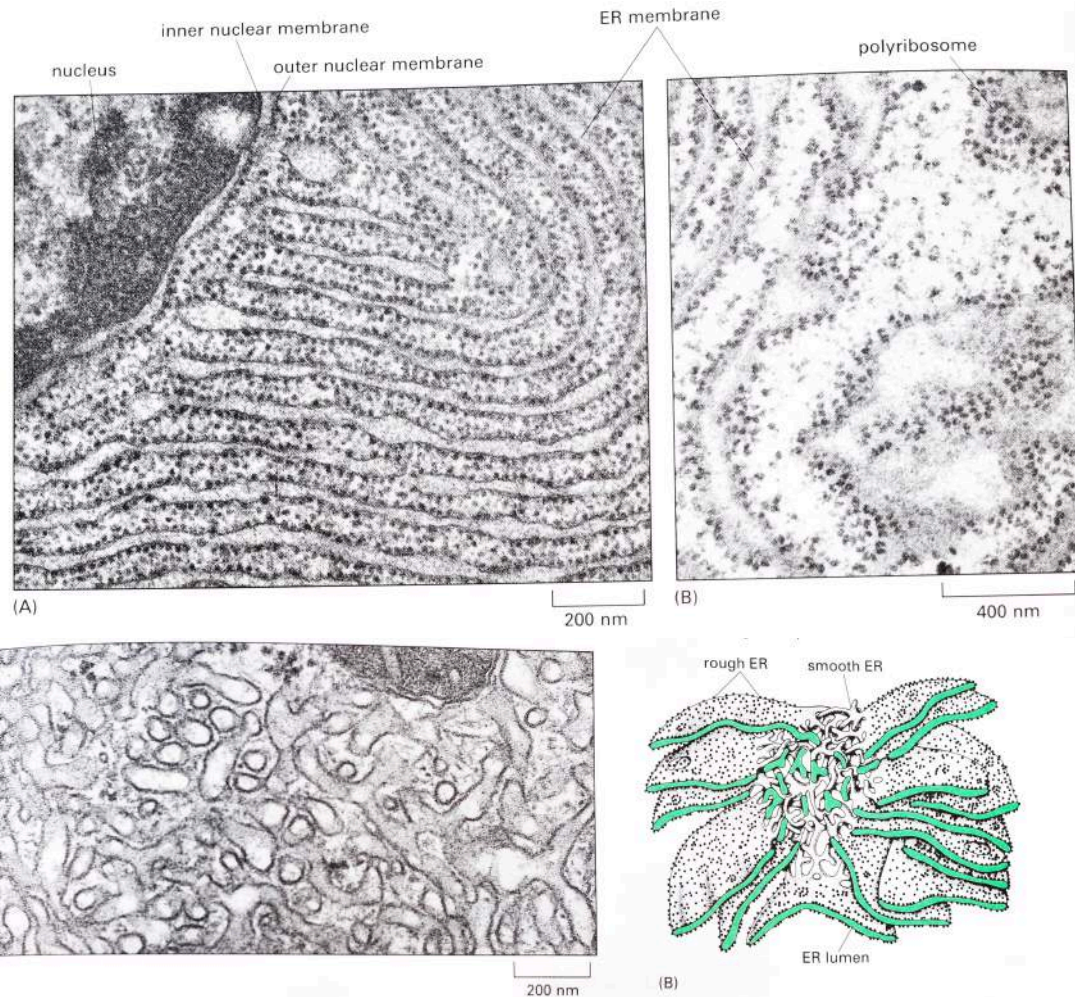 inner nuclear membrane
ER membrane
nucleus
outer nuclear membrane
polyribosome
(A)
200 nm
(B)
400 nm
rough ER
smooth ER
200 nm
ER lumen
(B)